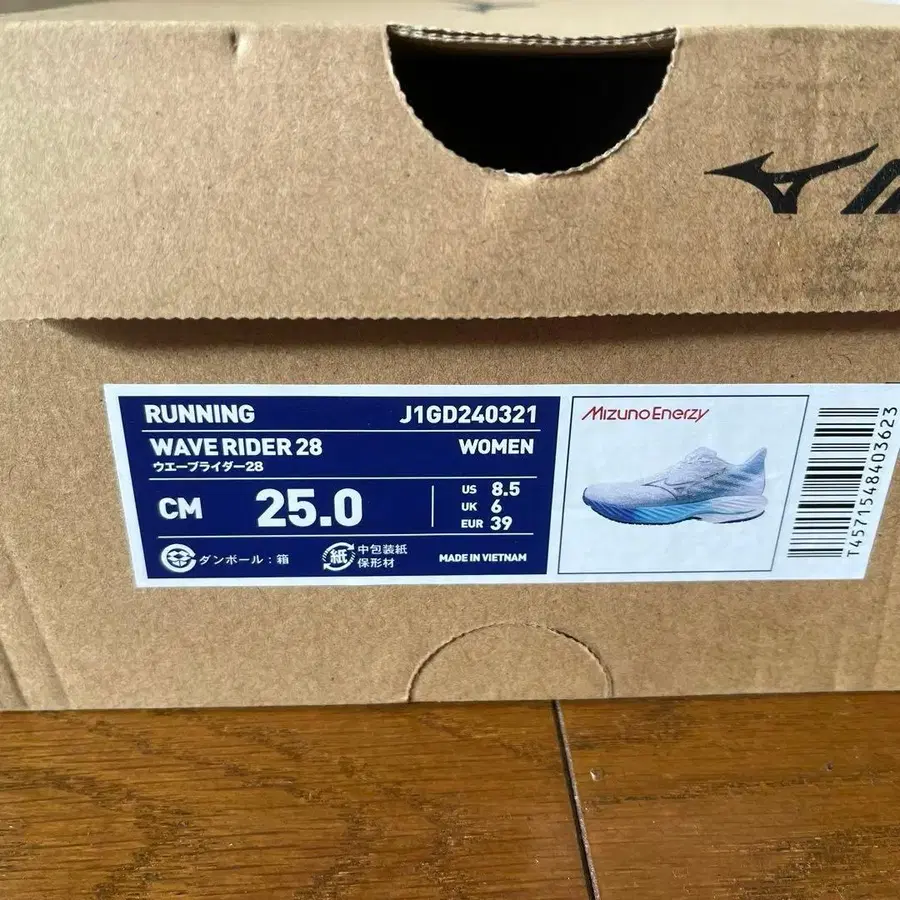 RUNNING J1GD240321
WAVE RIDER 28 WOMEN
ウエーブライダー28
CM 25.0
US 8.5
UK 6
EUR 39
ダンボール：箱
紙 中包装紙
保形材
MADE IN VIETNAM
Mizuno Enerzy
T4571548403623